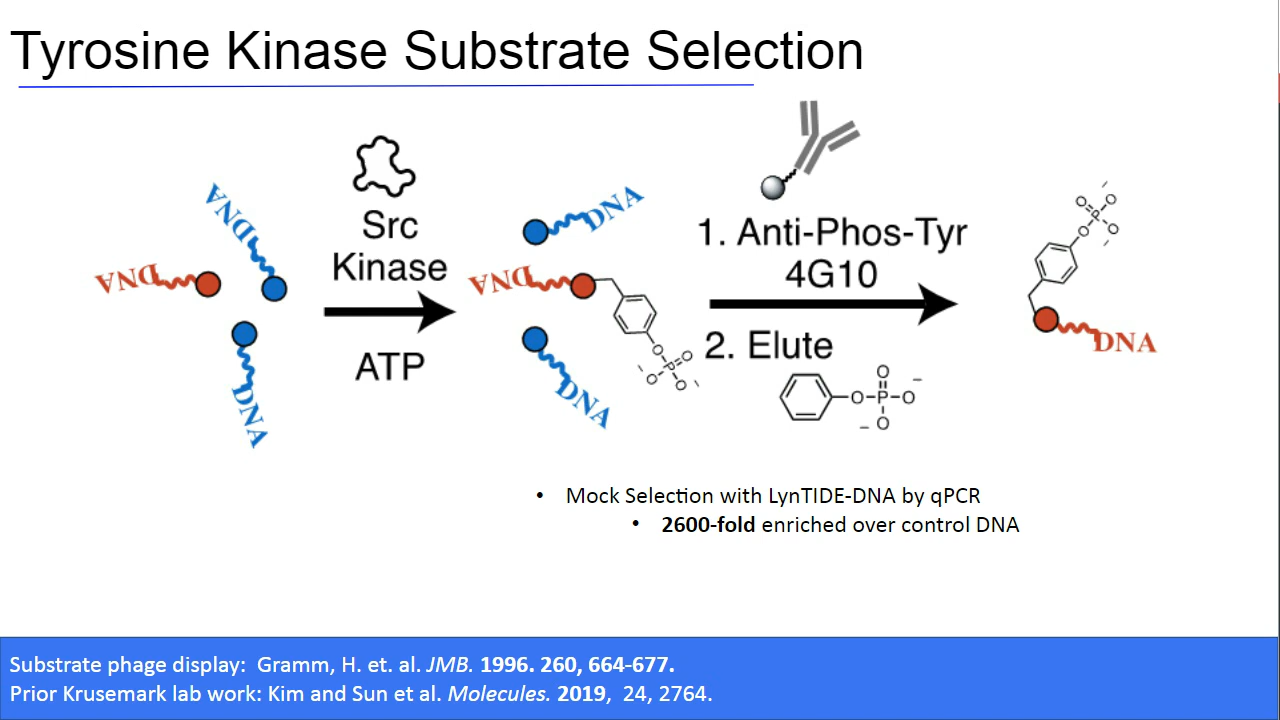 Tyrosine Kinase Substrate Selection
DNA
DNA
DNA
Src
Kinase
ATP
DNA
DNA
DNA
O
P
O
O
O
1. Anti-Phos-Tyr
4G10
2. Elute
O
O
P
O
O
O
P
O
O
O
DNA
• Mock Selection with LynTIDE-DNA by qPCR
• 2600-fold enriched over control DNA
Substrate phage display: Gramm, H. et. al. JMB. 1996. 260, 664-677.
Prior Krusemark lab work: Kim and Sun et al. Molecules. 2019, 24, 2764.